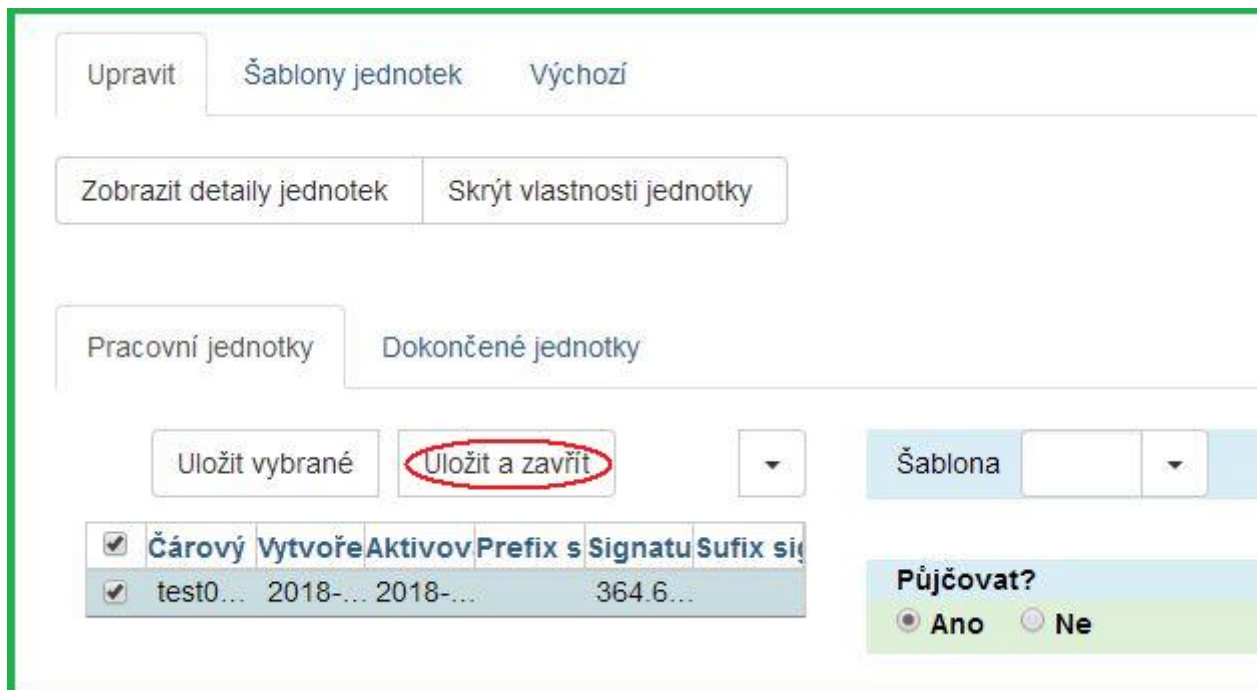 Upravit Šablony jednotek Výchozí
Zobrazit detaily jednotek Skrýt vlastnosti jednotky
Pracovní jednotky Dokončené jednotky
Uložit vybrané Uložit a zavřít Šablona
Čárový Vytvoře Aktivov Prefix s Signatu Sufix sig
test0... 2018-... 2018-... 364.6...
Půjčovat?
Ano Ne